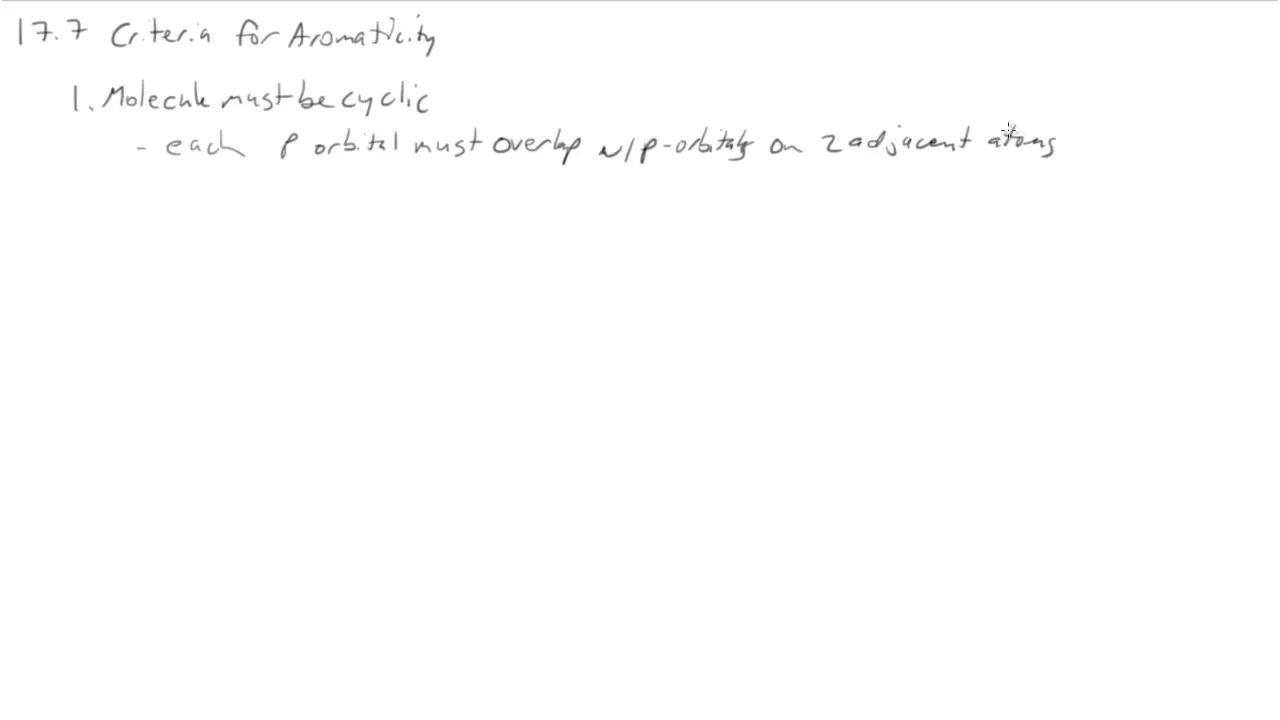 17.7 Criteria for Aromaticity
1. Molecule must be cyclic
- each p orbital must overlap w/p-orbitals on 2 adjacent atoms